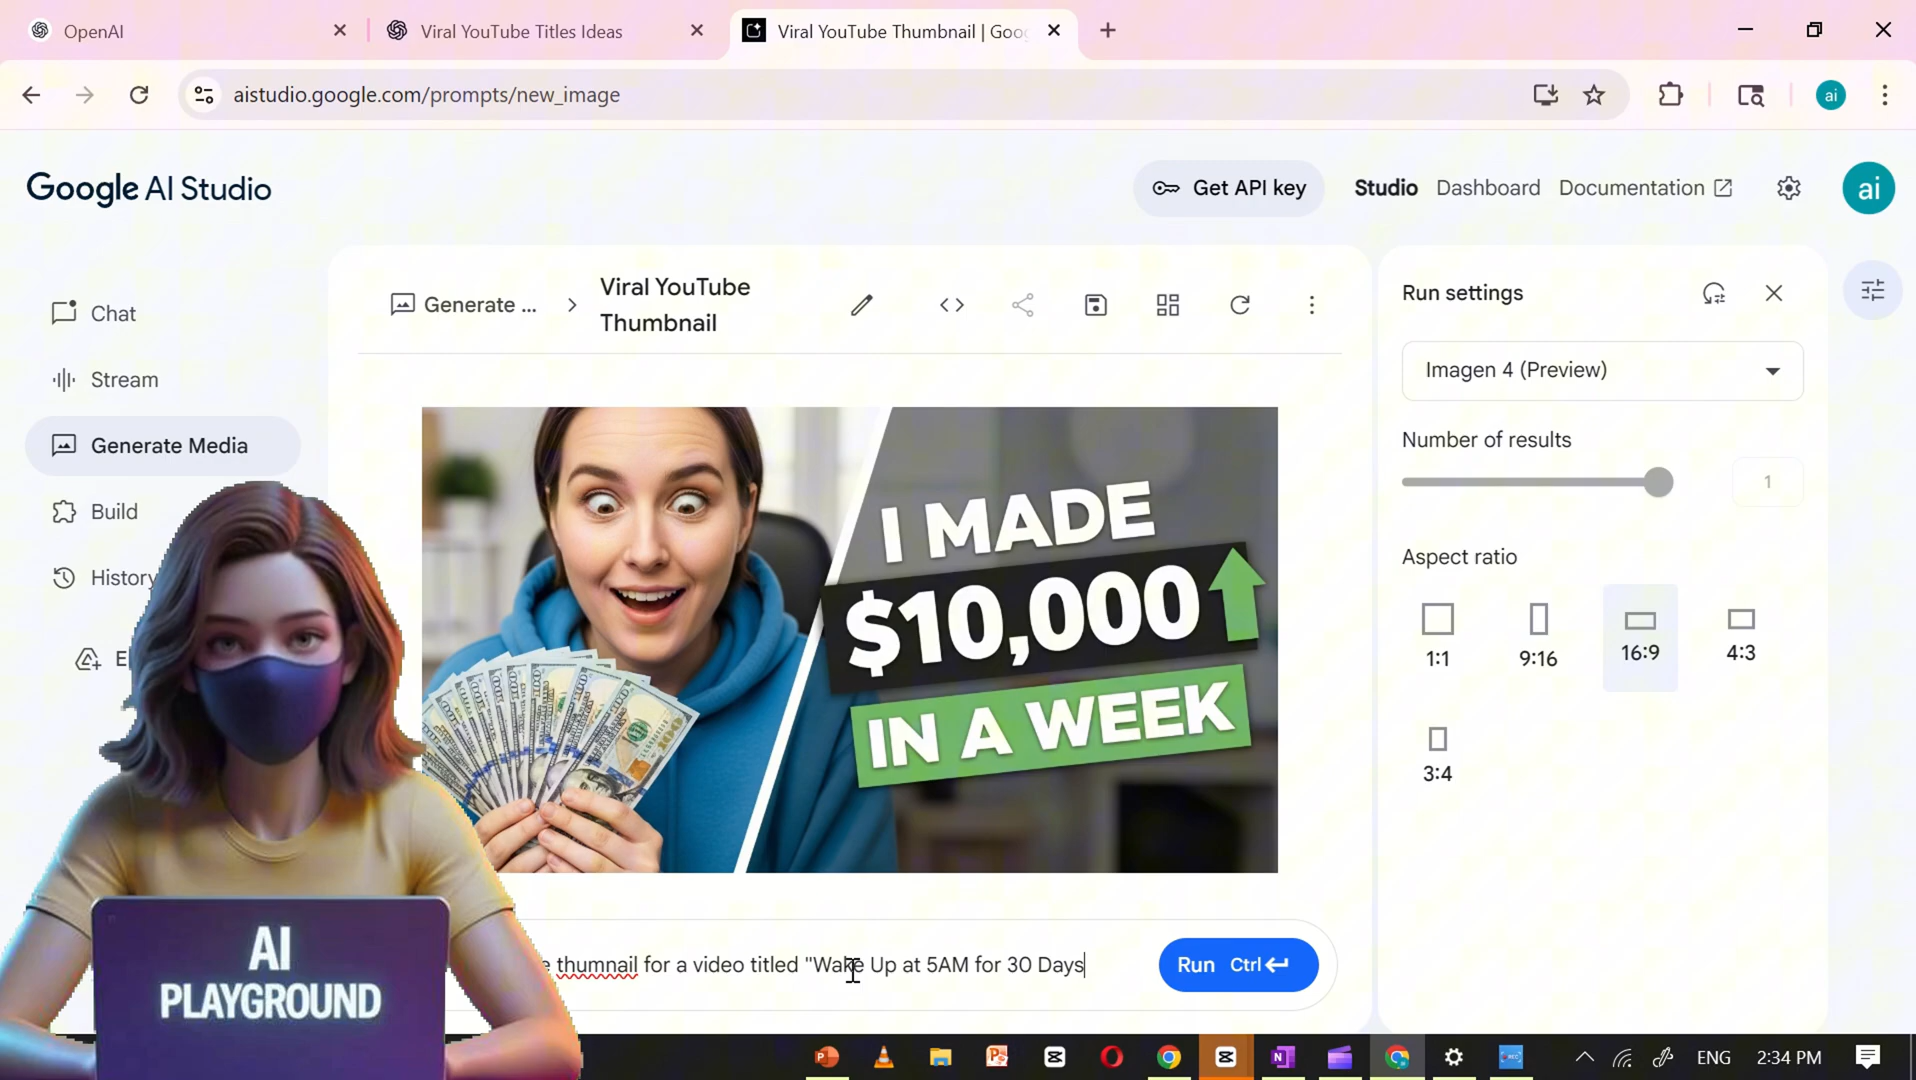 OpenAI
Viral YouTube Titles Ideas
Viral YouTube Thumbnail | Goo
aistudio.google.com/prompts/new_image
ai
Google AI Studio
Get API key
Studio
Dashboard
Documentation
ai
Chat
Stream
Generate Media
Build
History
E
Generate ...
Viral YouTube
Thumbnail
I MADE
$10,000
IN A WEEK
e thumnail for a video titled "Wake Up at 5AM for 30 Days
Run Ctrl
Run settings
Imagen 4 (Preview)
Number of results
1
Aspect ratio
1:1
9:16
16:9
4:3
3:4
AI
PLAYGROUND
ENG
2:34 PM